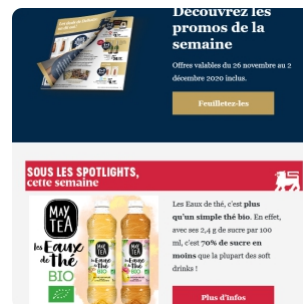 Découvrez les
promos de la
semaine
Offres valables du 26 novembre au 2
décembre 2020 inclus.
Feuilletez-les
SOUS LES SPOTLIGHTS,
cette semaine
MAY
TEA
les Eaux
de thé
BIO
Les Eaux de thé, c'est plus
qu'un simple thé bio. En effet,
avec ses 2,4 g de sucre par 100
ml, c'est 70% de sucre en
moins que la plupart des soft
drinks !
Plus d'infos